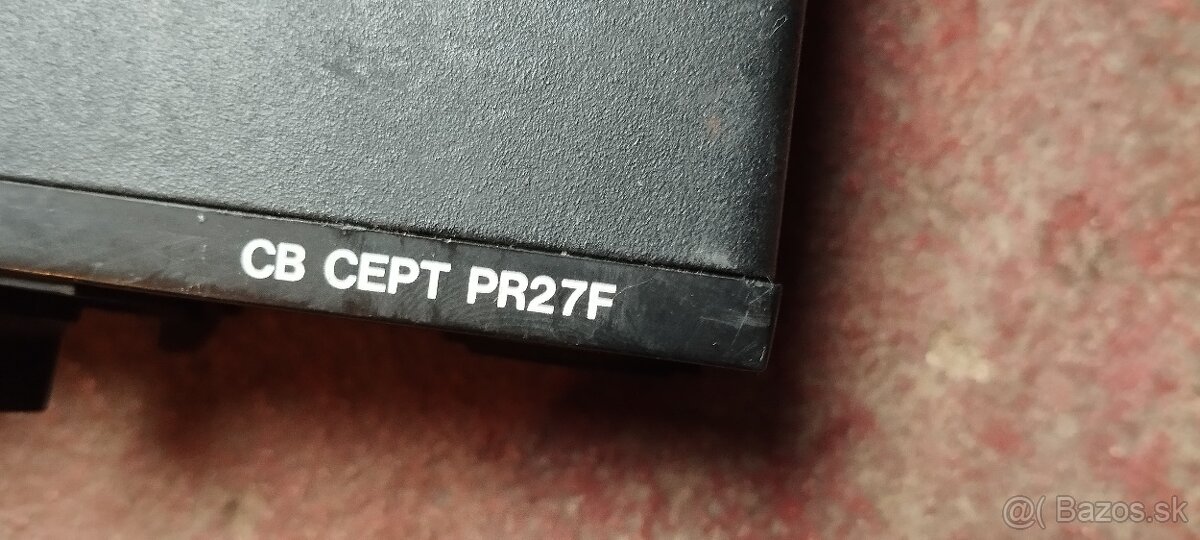 CB CEPT PR27F
@( Bazos.sk